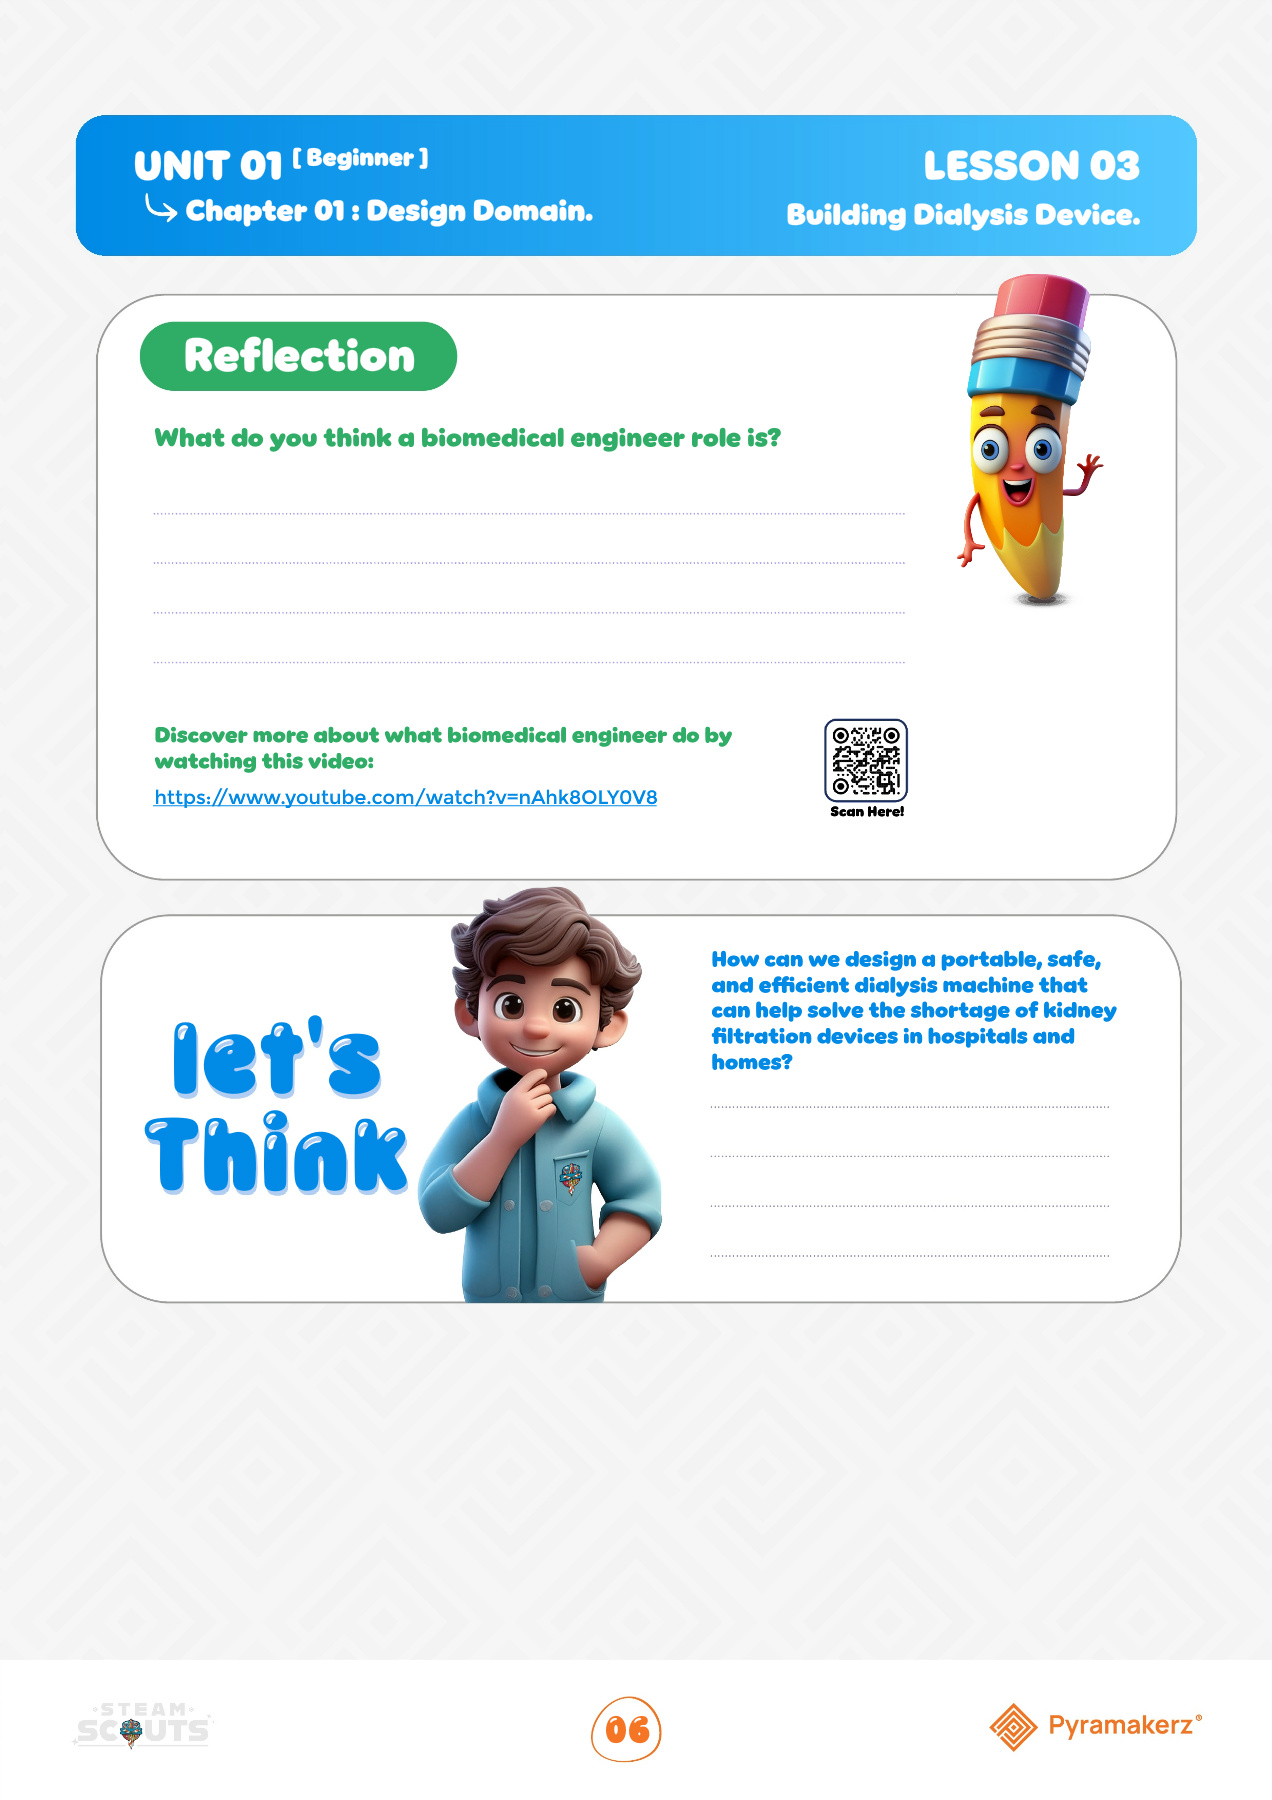 UNIT 01 [ Beginner ]
Chapter 01 : Design Domain.
LESSON 03
Building Dialysis Device.
Reflection
What do you think a biomedical engineer role is?
Discover more about what biomedical engineer do by
watching this video:
https://www.youtube.com/watch?v=nAhk8OLY0V8
Scan Here!
let's
Think
How can we design a portable, safe,
and efficient dialysis machine that
can help solve the shortage of kidney
filtration devices in hospitals and
homes?
STEAM
SCOUTS
06
Pyramakerz®